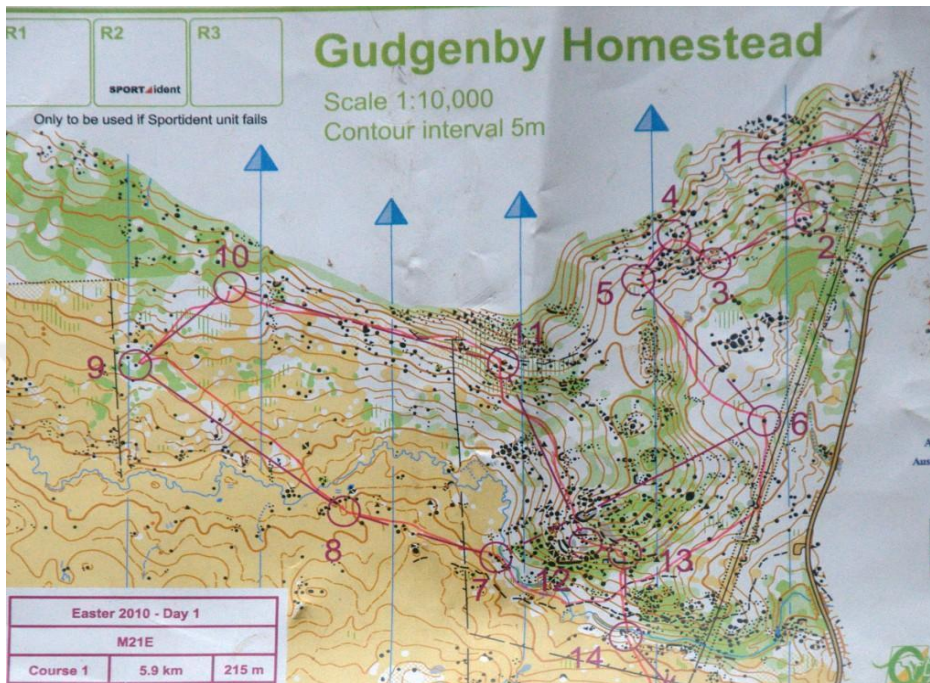 R1
R2
R3
SPORTident
Only to be used if Sportident unit fails
Gudgenby Homestead
Scale 1:10,000
Contour interval 5m
1
2
3
4
5
6
7
8
9
10
11
12
13
14
Easter 2010 - Day 1
M21E
Course 1
5.9 km
215 m